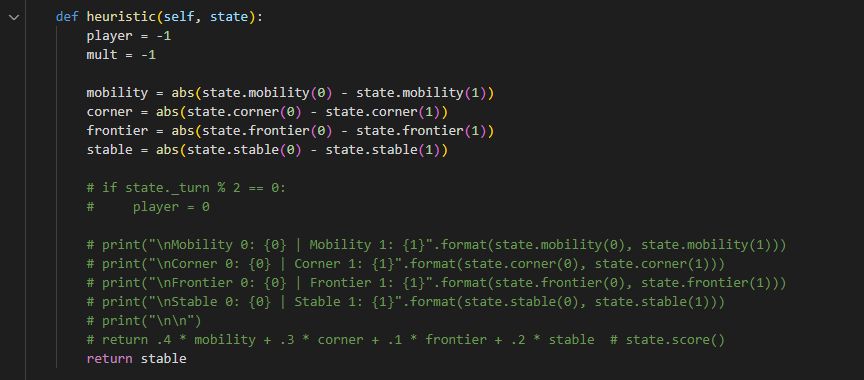 def heuristic(self, state):
    player = -1
    mult = -1

    mobility = abs(state.mobility(0) - state.mobility(1))
    corner = abs(state.corner(0) - state.corner(1))
    frontier = abs(state.frontier(0) - state.frontier(1))
    stable = abs(state.stable(0) - state.stable(1))

    # if state._turn % 2 == 0:
    #     player = 0

    # print("\nMobility 0: {0} | Mobility 1: {1}".format(state.mobility(0), state.mobility(1)))
    # print("\nCorner 0: {0} | Corner 1: {1}".format(state.corner(0), state.corner(1)))
    # print("\nFrontier 0: {0} | Frontier 1: {1}".format(state.frontier(0), state.frontier(1)))
    # print("\nStable 0: {0} | Stable 1: {1}".format(state.stable(0), state.stable(1)))
    # print("\n\n")
    # return .4 * mobility + .3 * corner + .1 * frontier + .2 * stable  # state.score()
    return stable